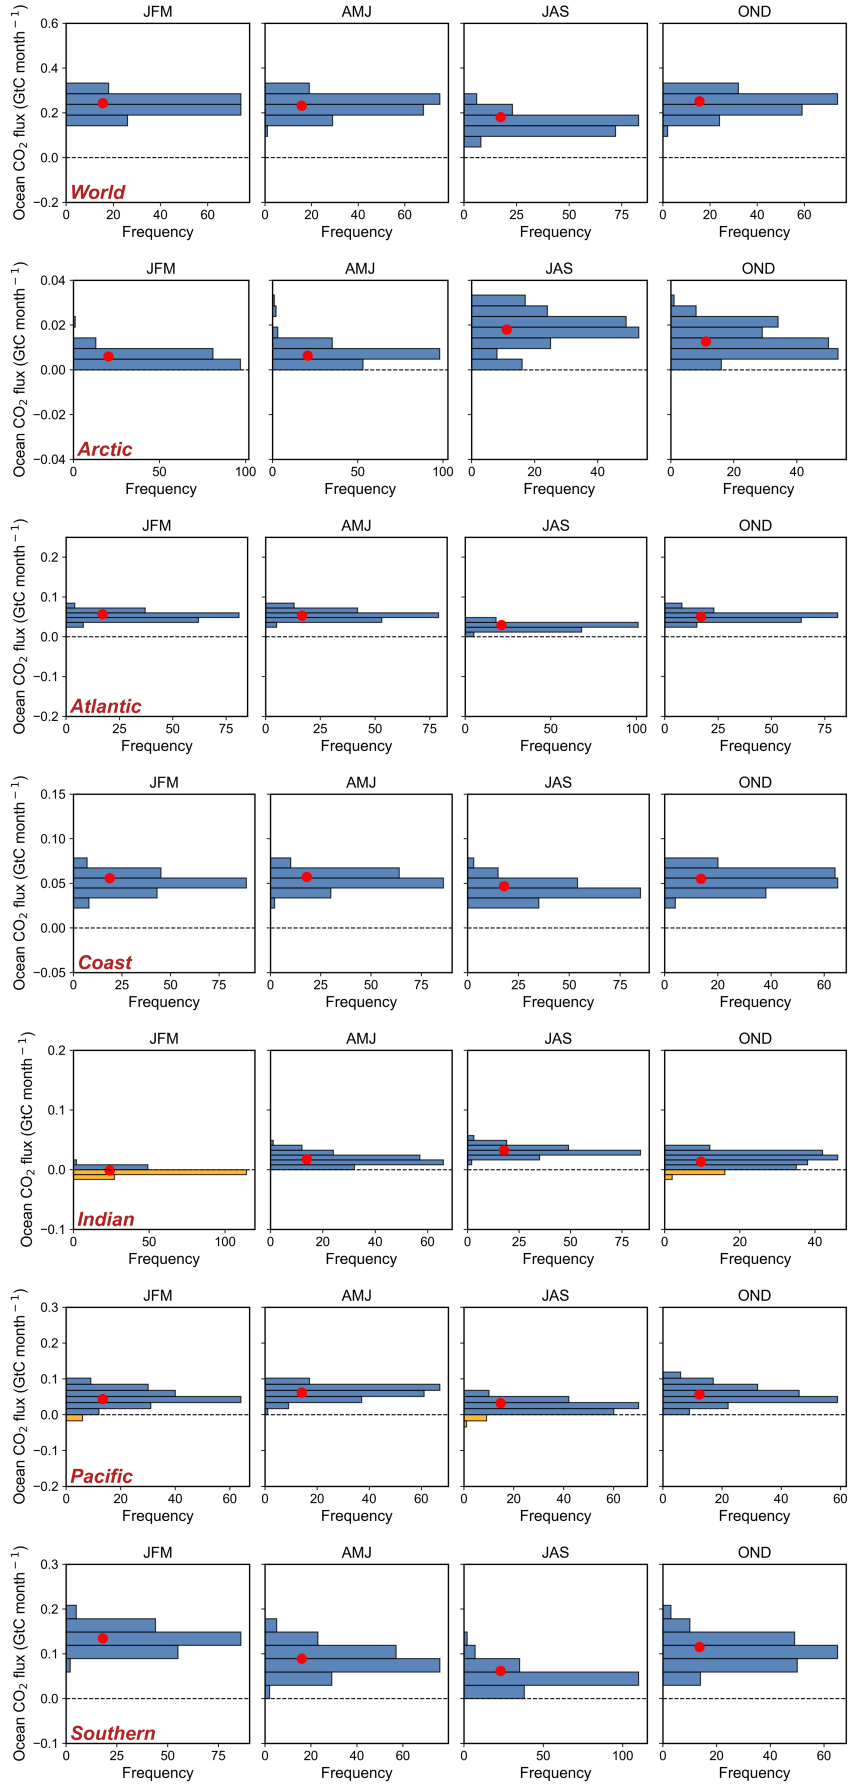 JFM AMJ JAS OND
Ocean CO₂ flux (GtC month⁻¹)
0.6
0.4
0.2
0.0
−0.2
World
0 20 40 60 0 20 40 60 0 25 50 75 0 20 40 60
Frequency Frequency Frequency Frequency
JFM AMJ JAS OND
Ocean CO₂ flux (GtC month⁻¹)
0.04
0.02
0.00
−0.02
−0.04
Arctic
0 50 100 0 50 100 0 20 40 0 20 40
Frequency Frequency Frequency Frequency
JFM AMJ JAS OND
Ocean CO₂ flux (GtC month⁻¹)
0.2
0.1
0.0
−0.1
−0.2
Atlantic
0 25 50 75 0 25 50 75 0 50 100 0 25 50 75
Frequency Frequency Frequency Frequency
JFM AMJ JAS OND
Ocean CO₂ flux (GtC month⁻¹)
0.15
0.10
0.05
0.00
−0.05
Coast
0 25 50 75 0 25 50 75 0 25 50 75 0 20 40 60
Frequency Frequency Frequency Frequency
JFM AMJ JAS OND
Ocean CO₂ flux (GtC month⁻¹)
0.2
0.1
0.0
−0.1
Indian
0 50 100 0 20 40 60 0 25 50 75 0 20 40
Frequency Frequency Frequency Frequency
JFM AMJ JAS OND
Ocean CO₂ flux (GtC month⁻¹)
0.3
0.2
0.1
0.0
−0.1
−0.2
Pacific
0 20 40 60 0 20 40 60 0 20 40 60 0 20 40 60
Frequency Frequency Frequency Frequency
JFM AMJ JAS OND
Ocean CO₂ flux (GtC month⁻¹)
0.3
0.2
0.1
0.0
−0.1
Southern
0 25 50 75 0 20 40 60 0 50 100 0 20 40 60
Frequency Frequency Frequency Frequency